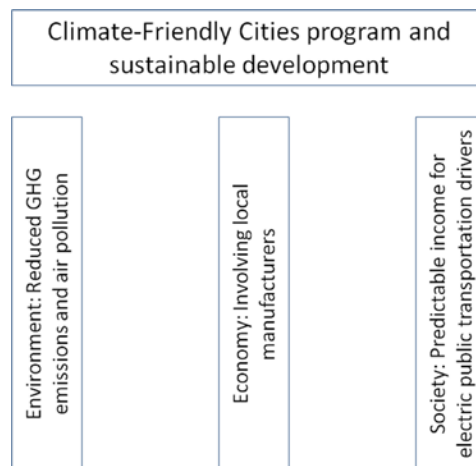 Climate-Friendly Cities program and
sustainable development
Environment: Reduced GHG
emissions and air pollution
Economy: Involving local
manufacturers
Society: Predictable income for
electric public transportation drivers